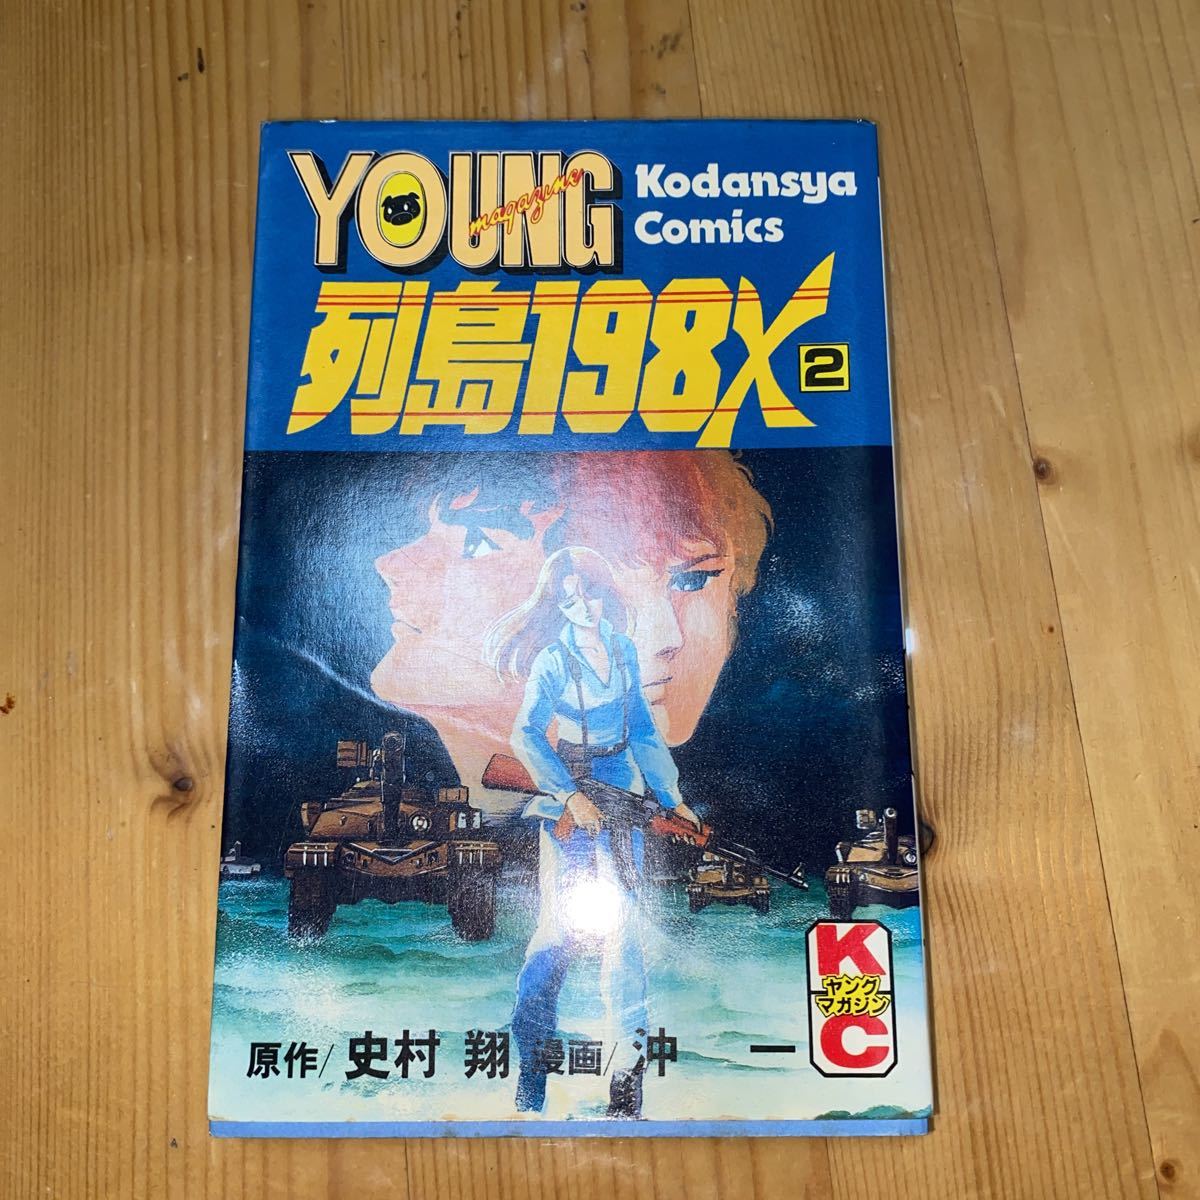 YOUNG
magazine
Kodansya
Comics
列島198X
2
K
ヤング
マガジン
C
原作/史村 翔 漫画/沖 一